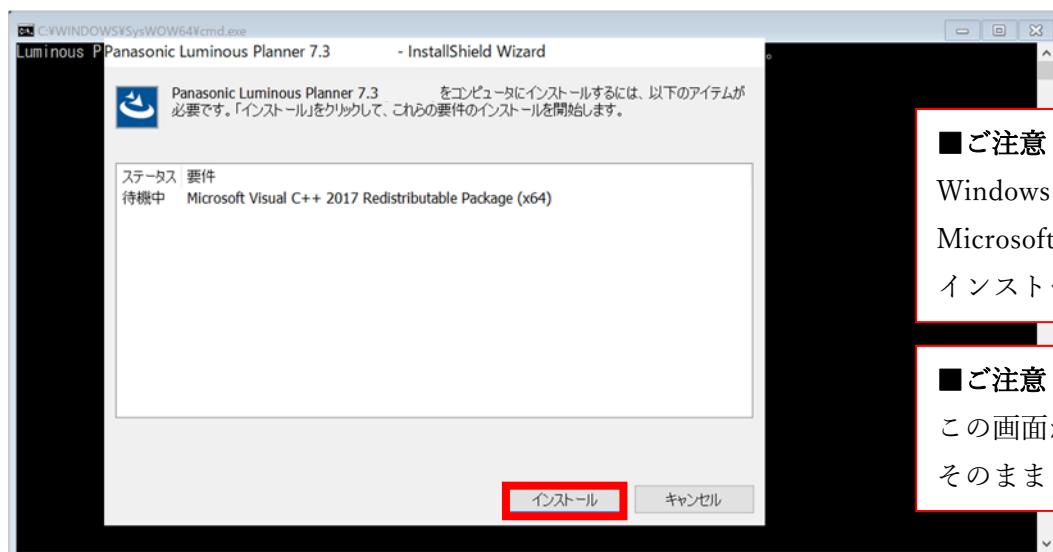 C:¥WINDOWS¥SysWOW64¥cmd.exe
Luminous P
Panasonic Luminous Planner 7.3 - InstallShield Wizard
。
Panasonic Luminous Planner 7.3 をコンピュータにインストールするには、以下のアイテムが
必要です。「インストール」をクリックして、これらの要件のインストールを開始します。
ステータス 要件
待機中 Microsoft Visual C++ 2017 Redistributable Package (x64)
インストール キャンセル
■ご注意
Windows
Microsoft
インスト
■ご注意
この画面
そのまま